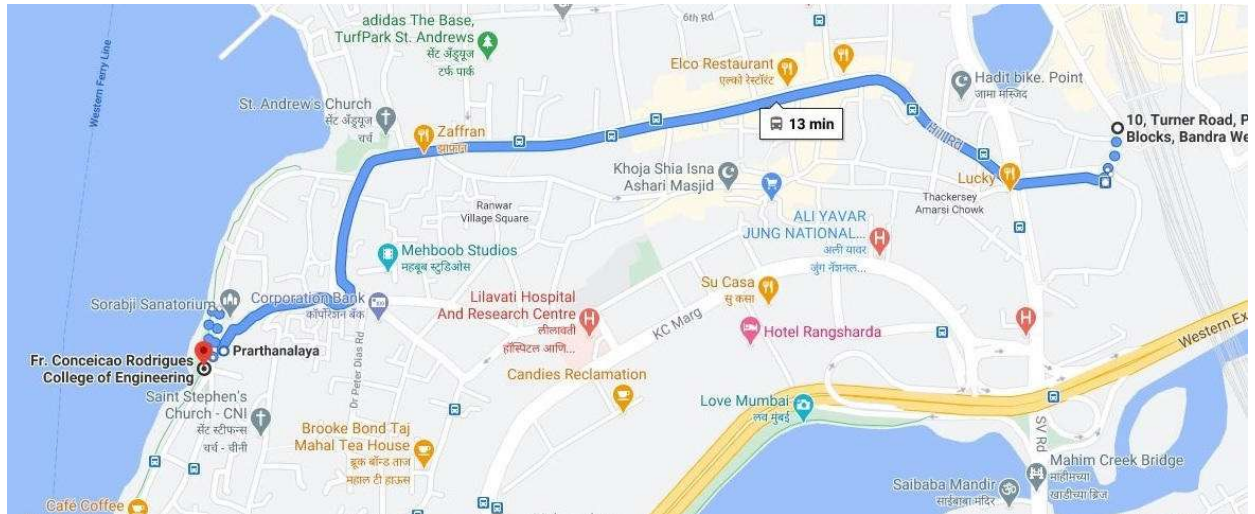 Western Ferry Line
adidas The Base,
TurfPark St. Andrews
सेंट अँड्र्यूज
टर्फ पार्क
6th Rd
Elco Restaurant
एल्को रेस्टॉरंट
Hadit bike. Point
जामा मस्जिद
St. Andrew's Church
सेंट अँड्र्यूज
चर्च
Zaffran
झाफ्रान
13 min
Hill Rd
10, Turner Road, P
Blocks, Bandra We
Khoja Shia Isna
Ashari Masjid
Lucky
Thackersey
Amarsi Chowk
Ranwar
Village Square
ALI YAVAR
JUNG NATIONAL...
अली यावर
जुंग नॅशनल...
Mehboob Studios
महबूब स्टुडिओस
Su Casa
सु कसा
Sorabji Sanatorium
Corporation Bank
कॉर्पोरेशन बँक
Lilavati Hospital
And Research Centre
लीलावती
हॉस्पिटल आणि...
KC Marg
Hotel Rangsharda
Western Ex
Prarthanalaya
Fr. Conceicao Rodrigues
College of Engineering
Dr Peter Dias Rd
Candies Reclamation
Saint Stephen's
Church - CNI
सेंट स्टीफन्स
चर्च - चीनी
Love Mumbai
लव मुंबई
Brooke Bond Taj
Mahal Tea House
ब्रूक बॉन्ड ताज
महाल टी हाऊस
SV Rd
Mahim Creek Bridge
माहीमच्या
खाडीच्या ब्रिज
Saibaba Mandir
साईबाबा मंदिर
Café Coffee